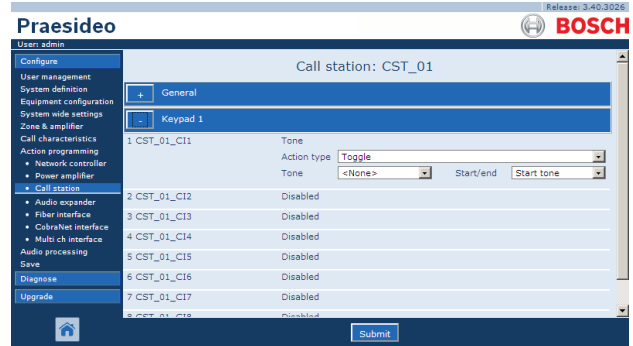 Release: 3.40.3026
Praesideo
BOSCH
User: admin
Configure
User management
System definition
Equipment configuration
System wide settings
Zone & amplifier
Call characteristics
Action programming
• Network controller
• Power amplifier
• Call station
• Audio expander
• Fiber interface
• CobraNet interface
• Multi ch interface
Audio processing
Save
Diagnose
Upgrade
Call station: CST_01
+ General
- Keypad 1
1 CST_01_CI1 Tone
Action type Toggle
Tone <None> Start/end Start tone
2 CST_01_CI2 Disabled
3 CST_01_CI3 Disabled
4 CST_01_CI4 Disabled
5 CST_01_CI5 Disabled
6 CST_01_CI6 Disabled
7 CST_01_CI7 Disabled
8 CST_01_CI8 Disabled
Submit